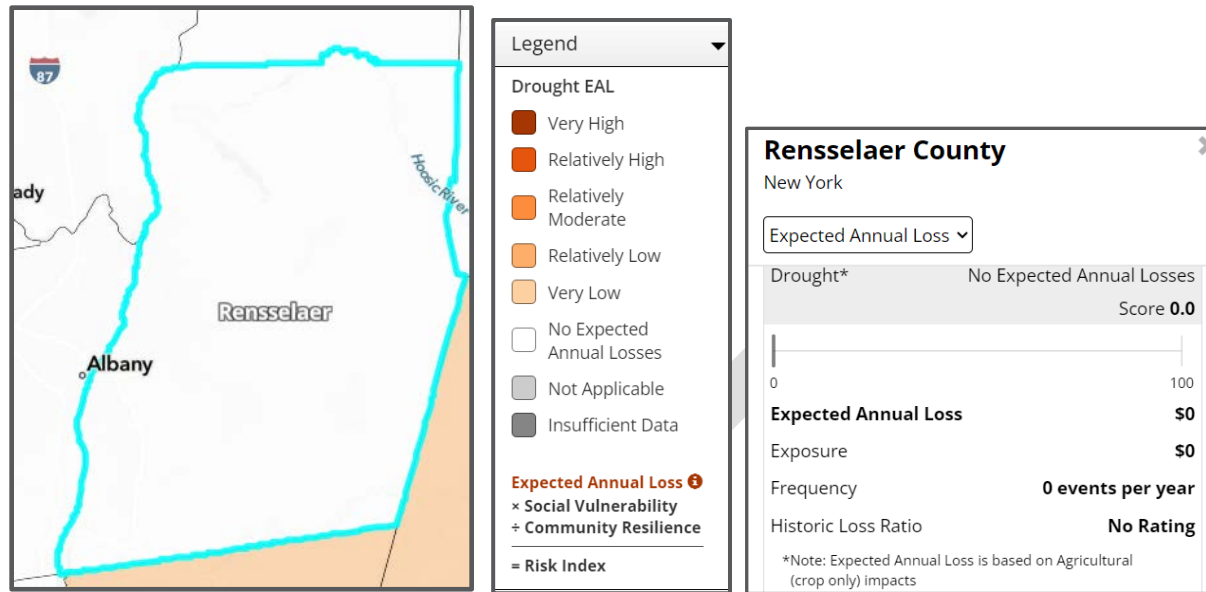 87
Hoosic River
ady
Rensselaer
Albany
Legend
Drought EAL
Very High
Relatively High
Relatively
Moderate
Relatively Low
Very Low
No Expected
Annual Losses
Not Applicable
Insufficient Data
Expected Annual Loss
× Social Vulnerability
÷ Community Resilience
= Risk Index
Rensselaer County
New York
Expected Annual Loss
Drought* No Expected Annual Losses
Score 0.0
0 100
Expected Annual Loss $0
Exposure $0
Frequency 0 events per year
Historic Loss Ratio No Rating
*Note: Expected Annual Loss is based on Agricultural
(crop only) impacts